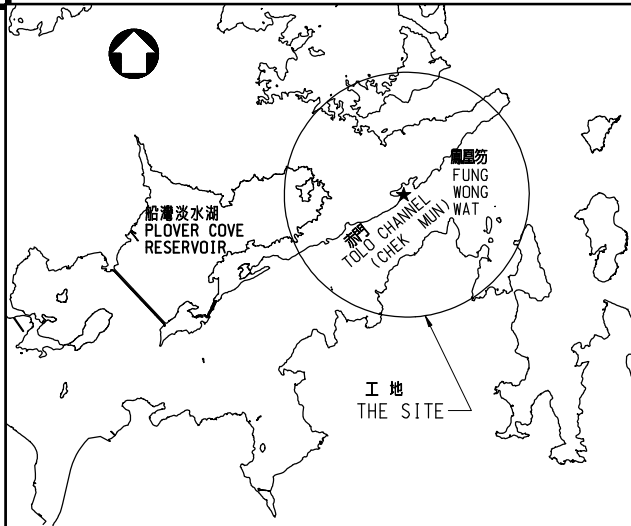 鳳凰笏
FUNG
WONG
WAT
船灣淡水湖
PLOVER COVE
RESERVOIR
赤門
TOLO CHANNEL
(CHEK MUN)
工地
THE SITE